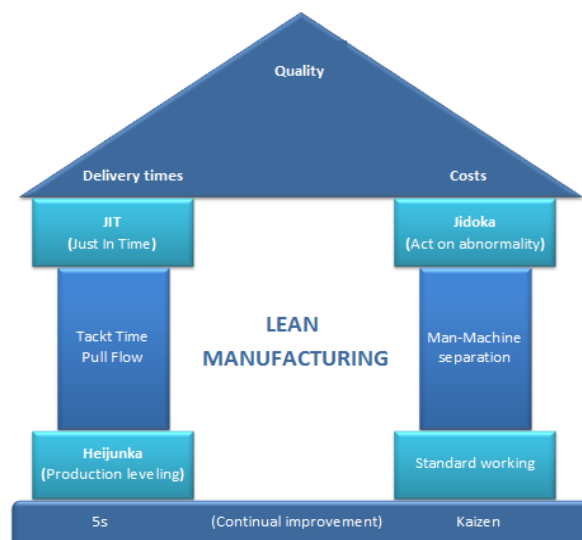 Quality
Delivery times Costs
JIT
(Just In Time)
Jidoka
(Act on abnormality)
Tackt Time
Pull Flow
LEAN
MANUFACTURING
Man-Machine
separation
Heijunka
(Production leveling)
Standard working
5s (Continual improvement) Kaizen